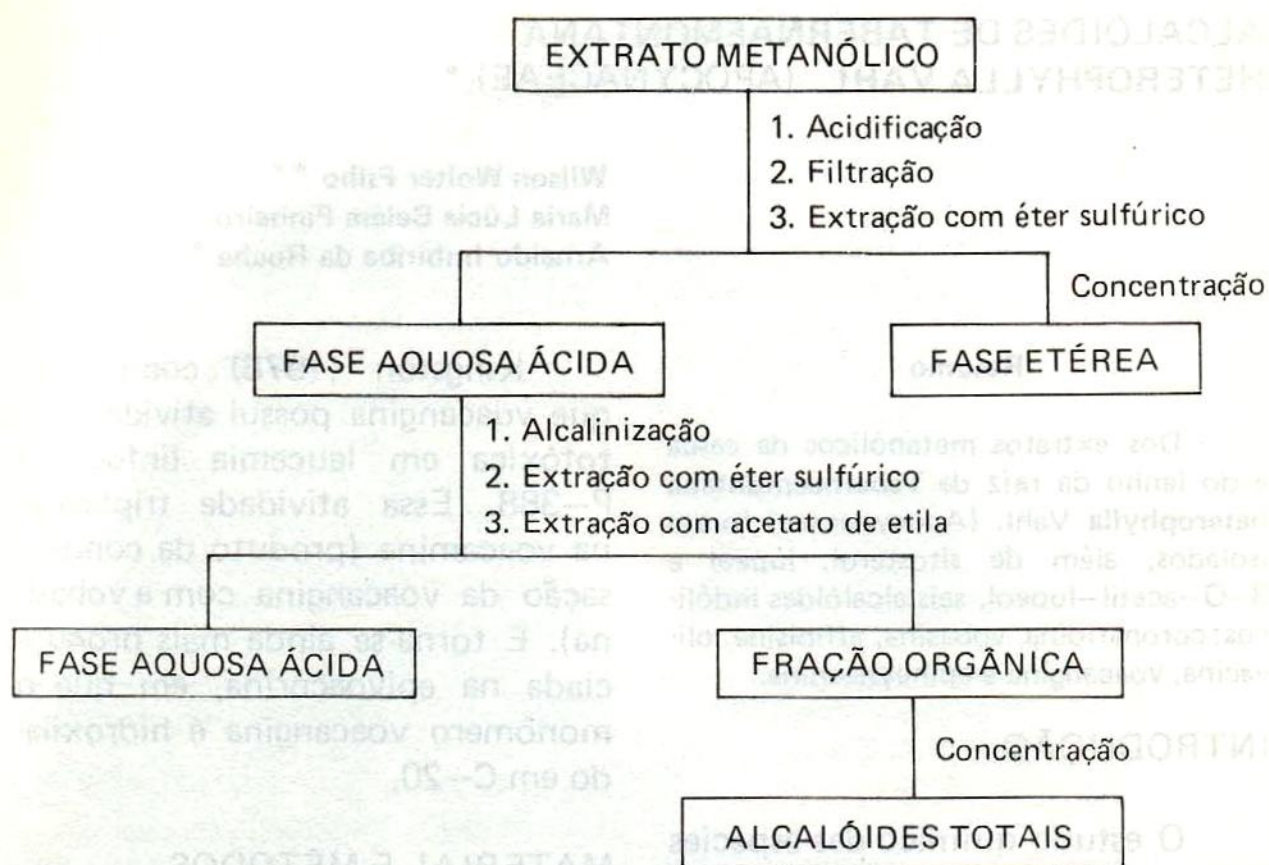 EXTRATO METANÓLICO
1. Acidificação
2. Filtração
3. Extração com éter sulfúrico
Concentração
FASE AQUOSA ÁCIDA
FASE ETÉREA
1. Alcalinização
2. Extração com éter sulfúrico
3. Extração com acetato de etila
FASE AQUOSA ÁCIDA
FRAÇÃO ORGÂNICA
Concentração
ALCALÓIDES TOTAIS